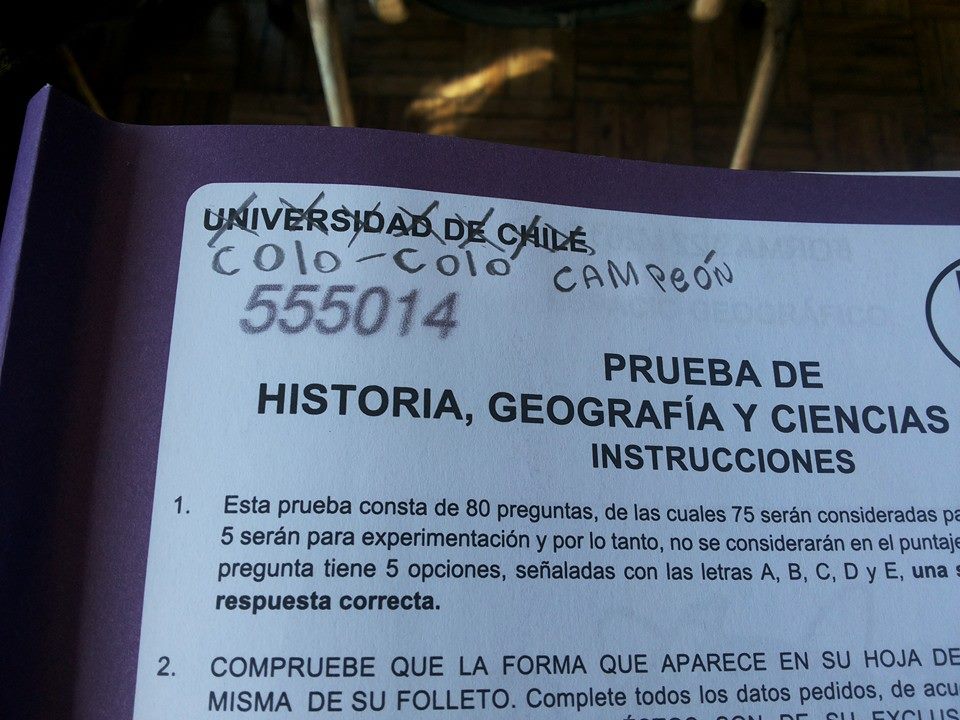 UNIVERSIDAD DE CHILE,
COlO-COlO CAMPeÓN
555014
PRUEBA DE
HISTORIA, GEOGRAFÍA Y CIENCIAS
INSTRUCCIONES
1. Esta prueba consta de 80 preguntas, de las cuales 75 serán consideradas
5 serán para experimentación y por lo tanto, no se considerarán en el puntaje
pregunta tiene 5 opciones, señaladas con las letras A, B, C, D y E, una
respuesta correcta.
2. COMPRUEBE QUE LA FORMA QUE APARECE EN SU HOJA DE
MISMA DE SU FOLLETO. Complete todos los datos pedidos, de
SON DE SU